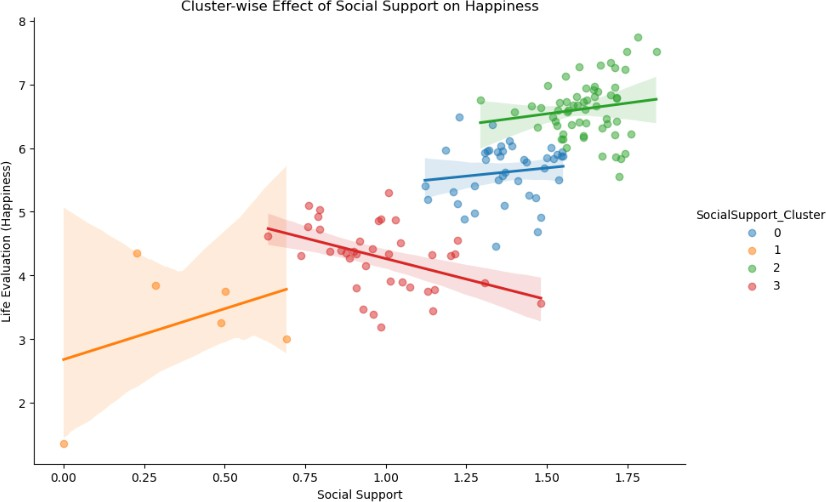 Cluster-wise Effect of Social Support on Happiness
8
7
6
5
4
3
2
Life Evaluation (Happiness)
0.00 0.25 0.50 0.75 1.00 1.25 1.50 1.75
Social Support
SocialSupport_Cluster
0
1
2
3